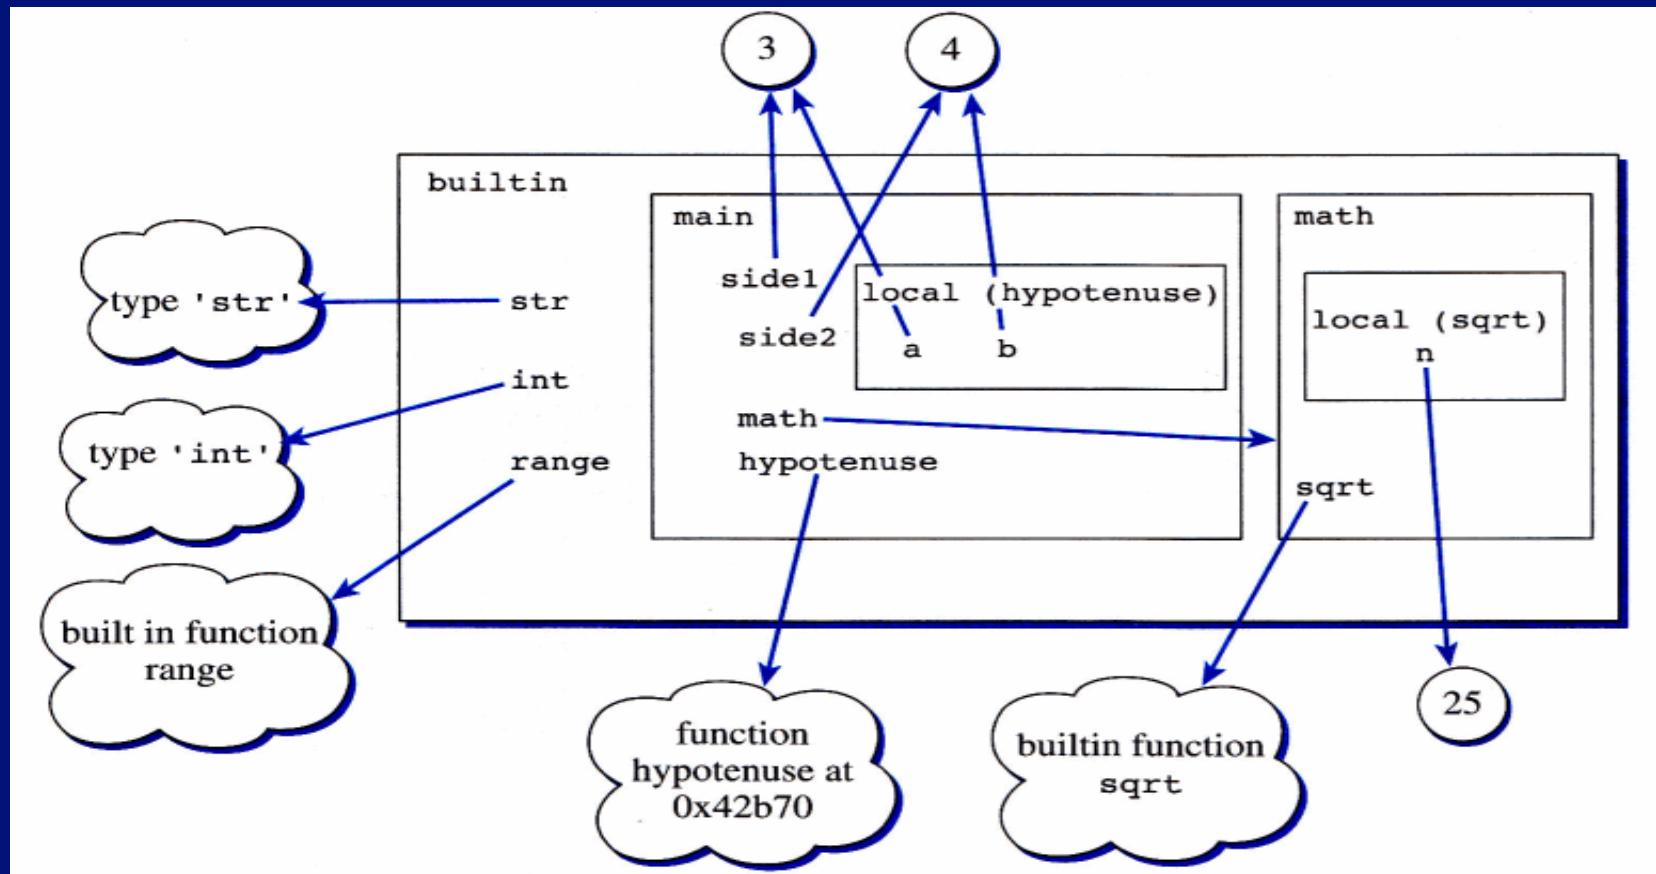 3
4
builtin
main
math
side1
local (hypotenuse)
type 'str'
str
local (sqrt)
side2
a
b
n
int
math
type 'int'
range
hypotenuse
sqrt
built in function
range
25
function
hypotenuse at
0x42b70
builtin function
sqrt